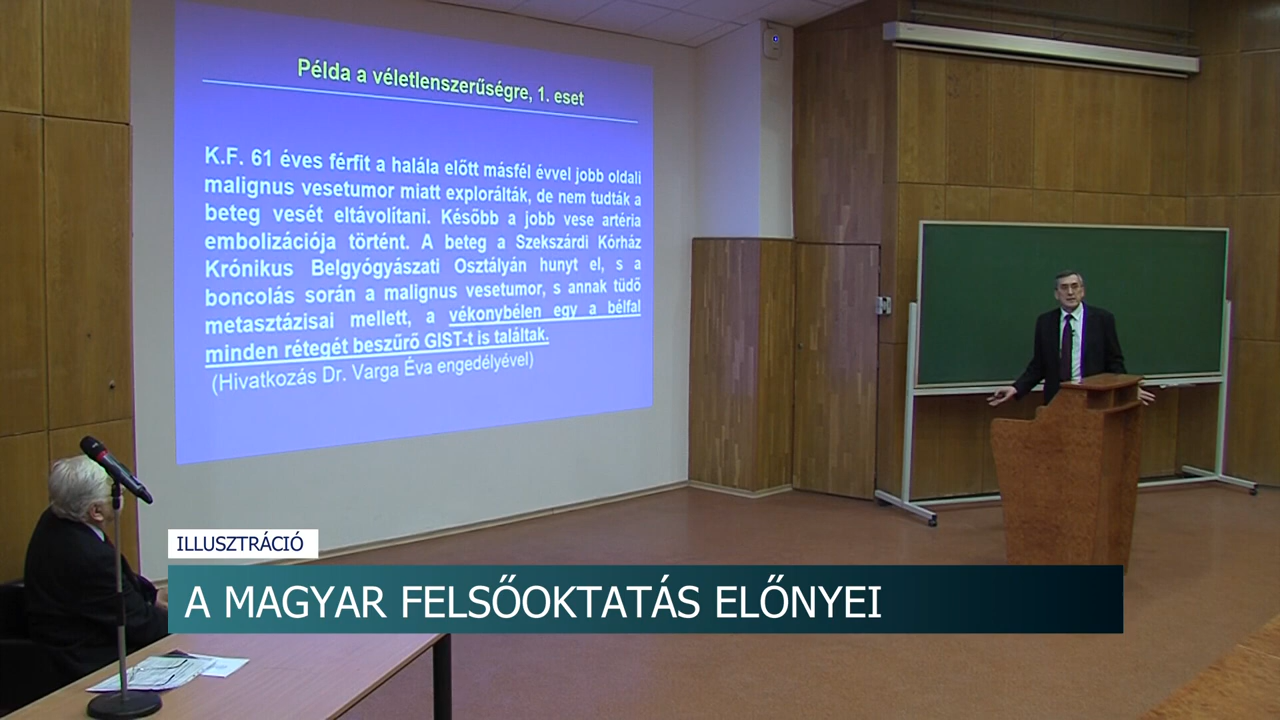 Példa a véletlenszerűségre, 1. eset
K.F. 61 éves férfit a halála előtt másfél évvel jobb oldali
malignus vesetumor miatt explorálták, de nem tudták a
beteg vesét eltávolítani. Később a jobb vese artéria
embolizációja történt. A beteg a Szekszárdi Kórház
Krónikus Belgyógyászati Osztályán hunyt el, s a
boncolás során a malignus vesetumor, s annak tüdő
metasztázisai mellett, a vékonybélen egy a bélfal
minden rétegét beszűrő GIST-t is találtak.
(Hivatkozás Dr. Varga Éva engedélyével)
ILLUSZTRÁCIÓ
A MAGYAR FELSŐOKTATÁS ELŐNYEI